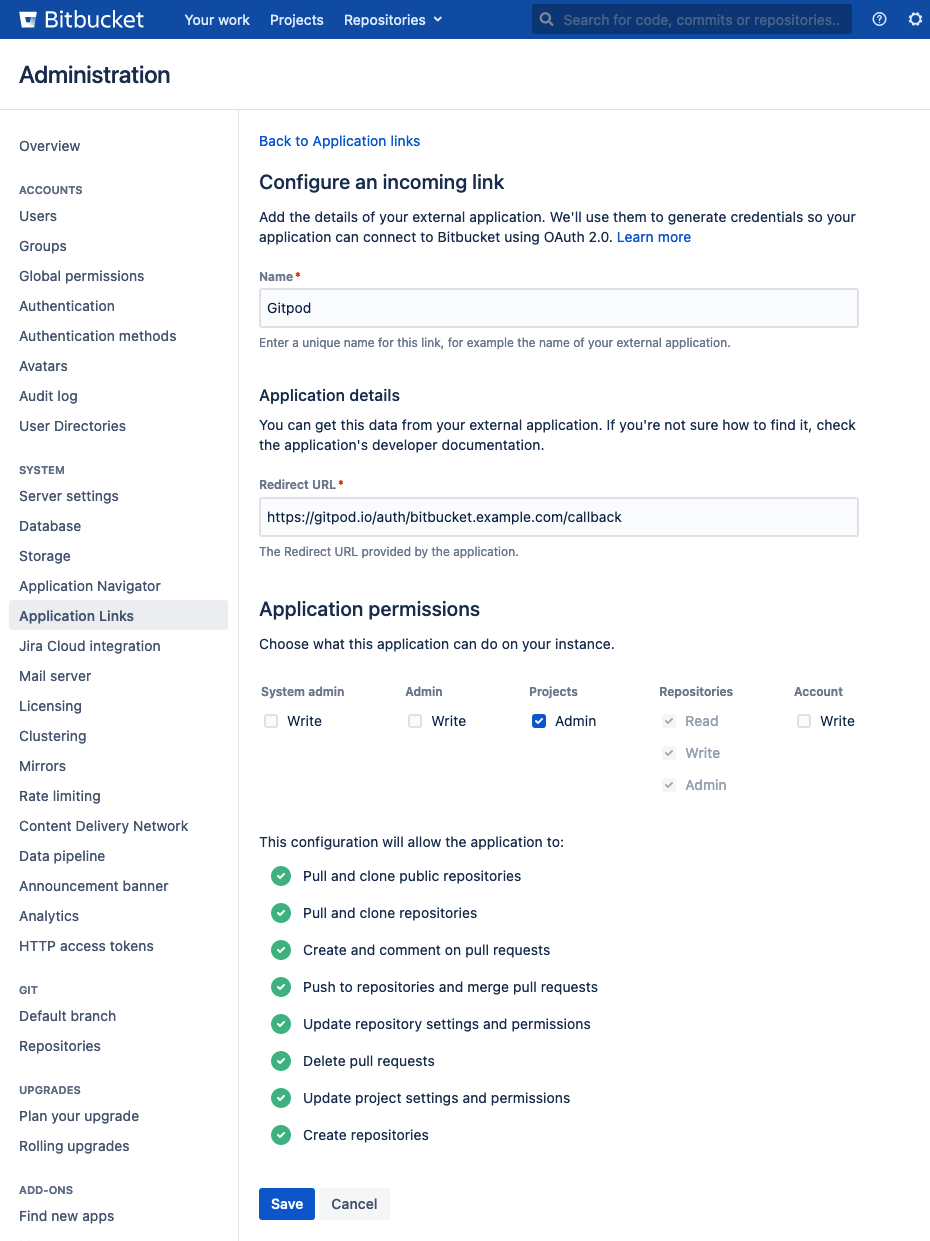 Bitbucket Your work Projects Repositories Search for code, commits or repositories..
Administration
Overview
ACCOUNTS
Users
Groups
Global permissions
Authentication
Authentication methods
Avatars
Audit log
User Directories
SYSTEM
Server settings
Database
Storage
Application Navigator
Application Links
Jira Cloud integration
Mail server
Licensing
Clustering
Mirrors
Rate limiting
Content Delivery Network
Data pipeline
Announcement banner
Analytics
HTTP access tokens
GIT
Default branch
Repositories
UPGRADES
Plan your upgrade
Rolling upgrades
ADD-ONS
Find new apps
Back to Application links
Configure an incoming link
Add the details of your external application. We'll use them to generate credentials so your
application can connect to Bitbucket using OAuth 2.0. Learn more
Name*
Gitpod
Enter a unique name for this link, for example the name of your external application.
Application details
You can get this data from your external application. If you're not sure how to find it, check
the application's developer documentation.
Redirect URL*
https://gitpod.io/auth/bitbucket.example.com/callback
The Redirect URL provided by the application.
Application permissions
Choose what this application can do on your instance.
System admin Admin Projects Repositories Account
Write Write Admin Read Write
Write
Admin
This configuration will allow the application to:
Pull and clone public repositories
Pull and clone repositories
Create and comment on pull requests
Push to repositories and merge pull requests
Update repository settings and permissions
Delete pull requests
Update project settings and permissions
Create repositories
Save Cancel